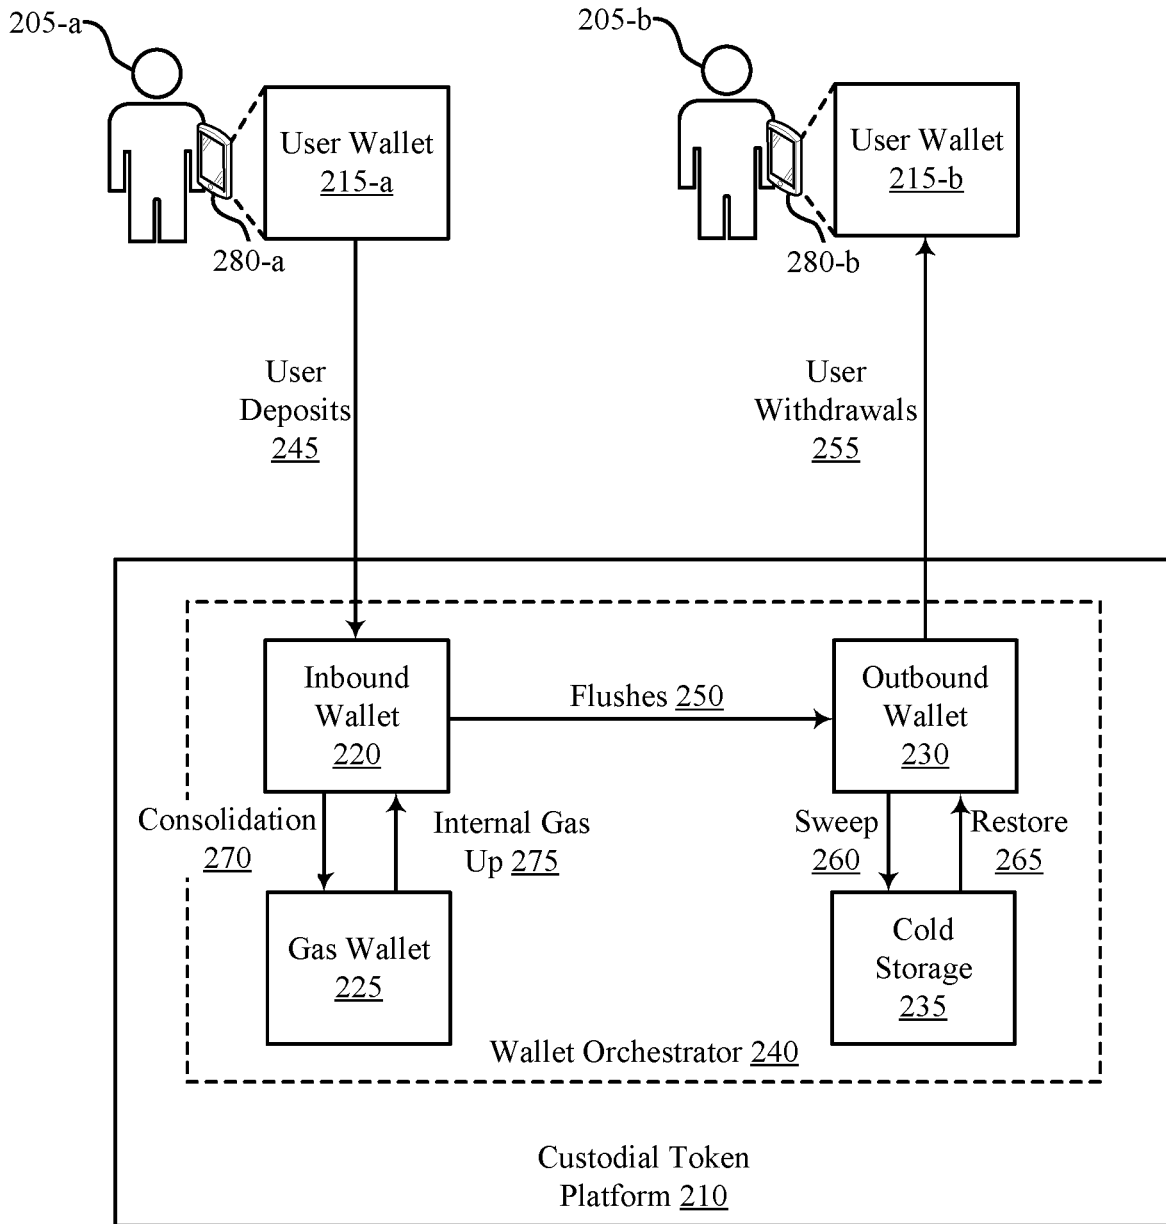 205-a
205-b
User Wallet
215-a
User Wallet
215-b
280-a
280-b
User
Deposits
245
User
Withdrawals
255
Inbound
Wallet
220
Flushes 250
Outbound
Wallet
230
Consolidation
270
Internal Gas
Up 275
Sweep
260
Restore
265
Gas Wallet
225
Cold
Storage
235
Wallet Orchestrator 240
Custodial Token
Platform 210